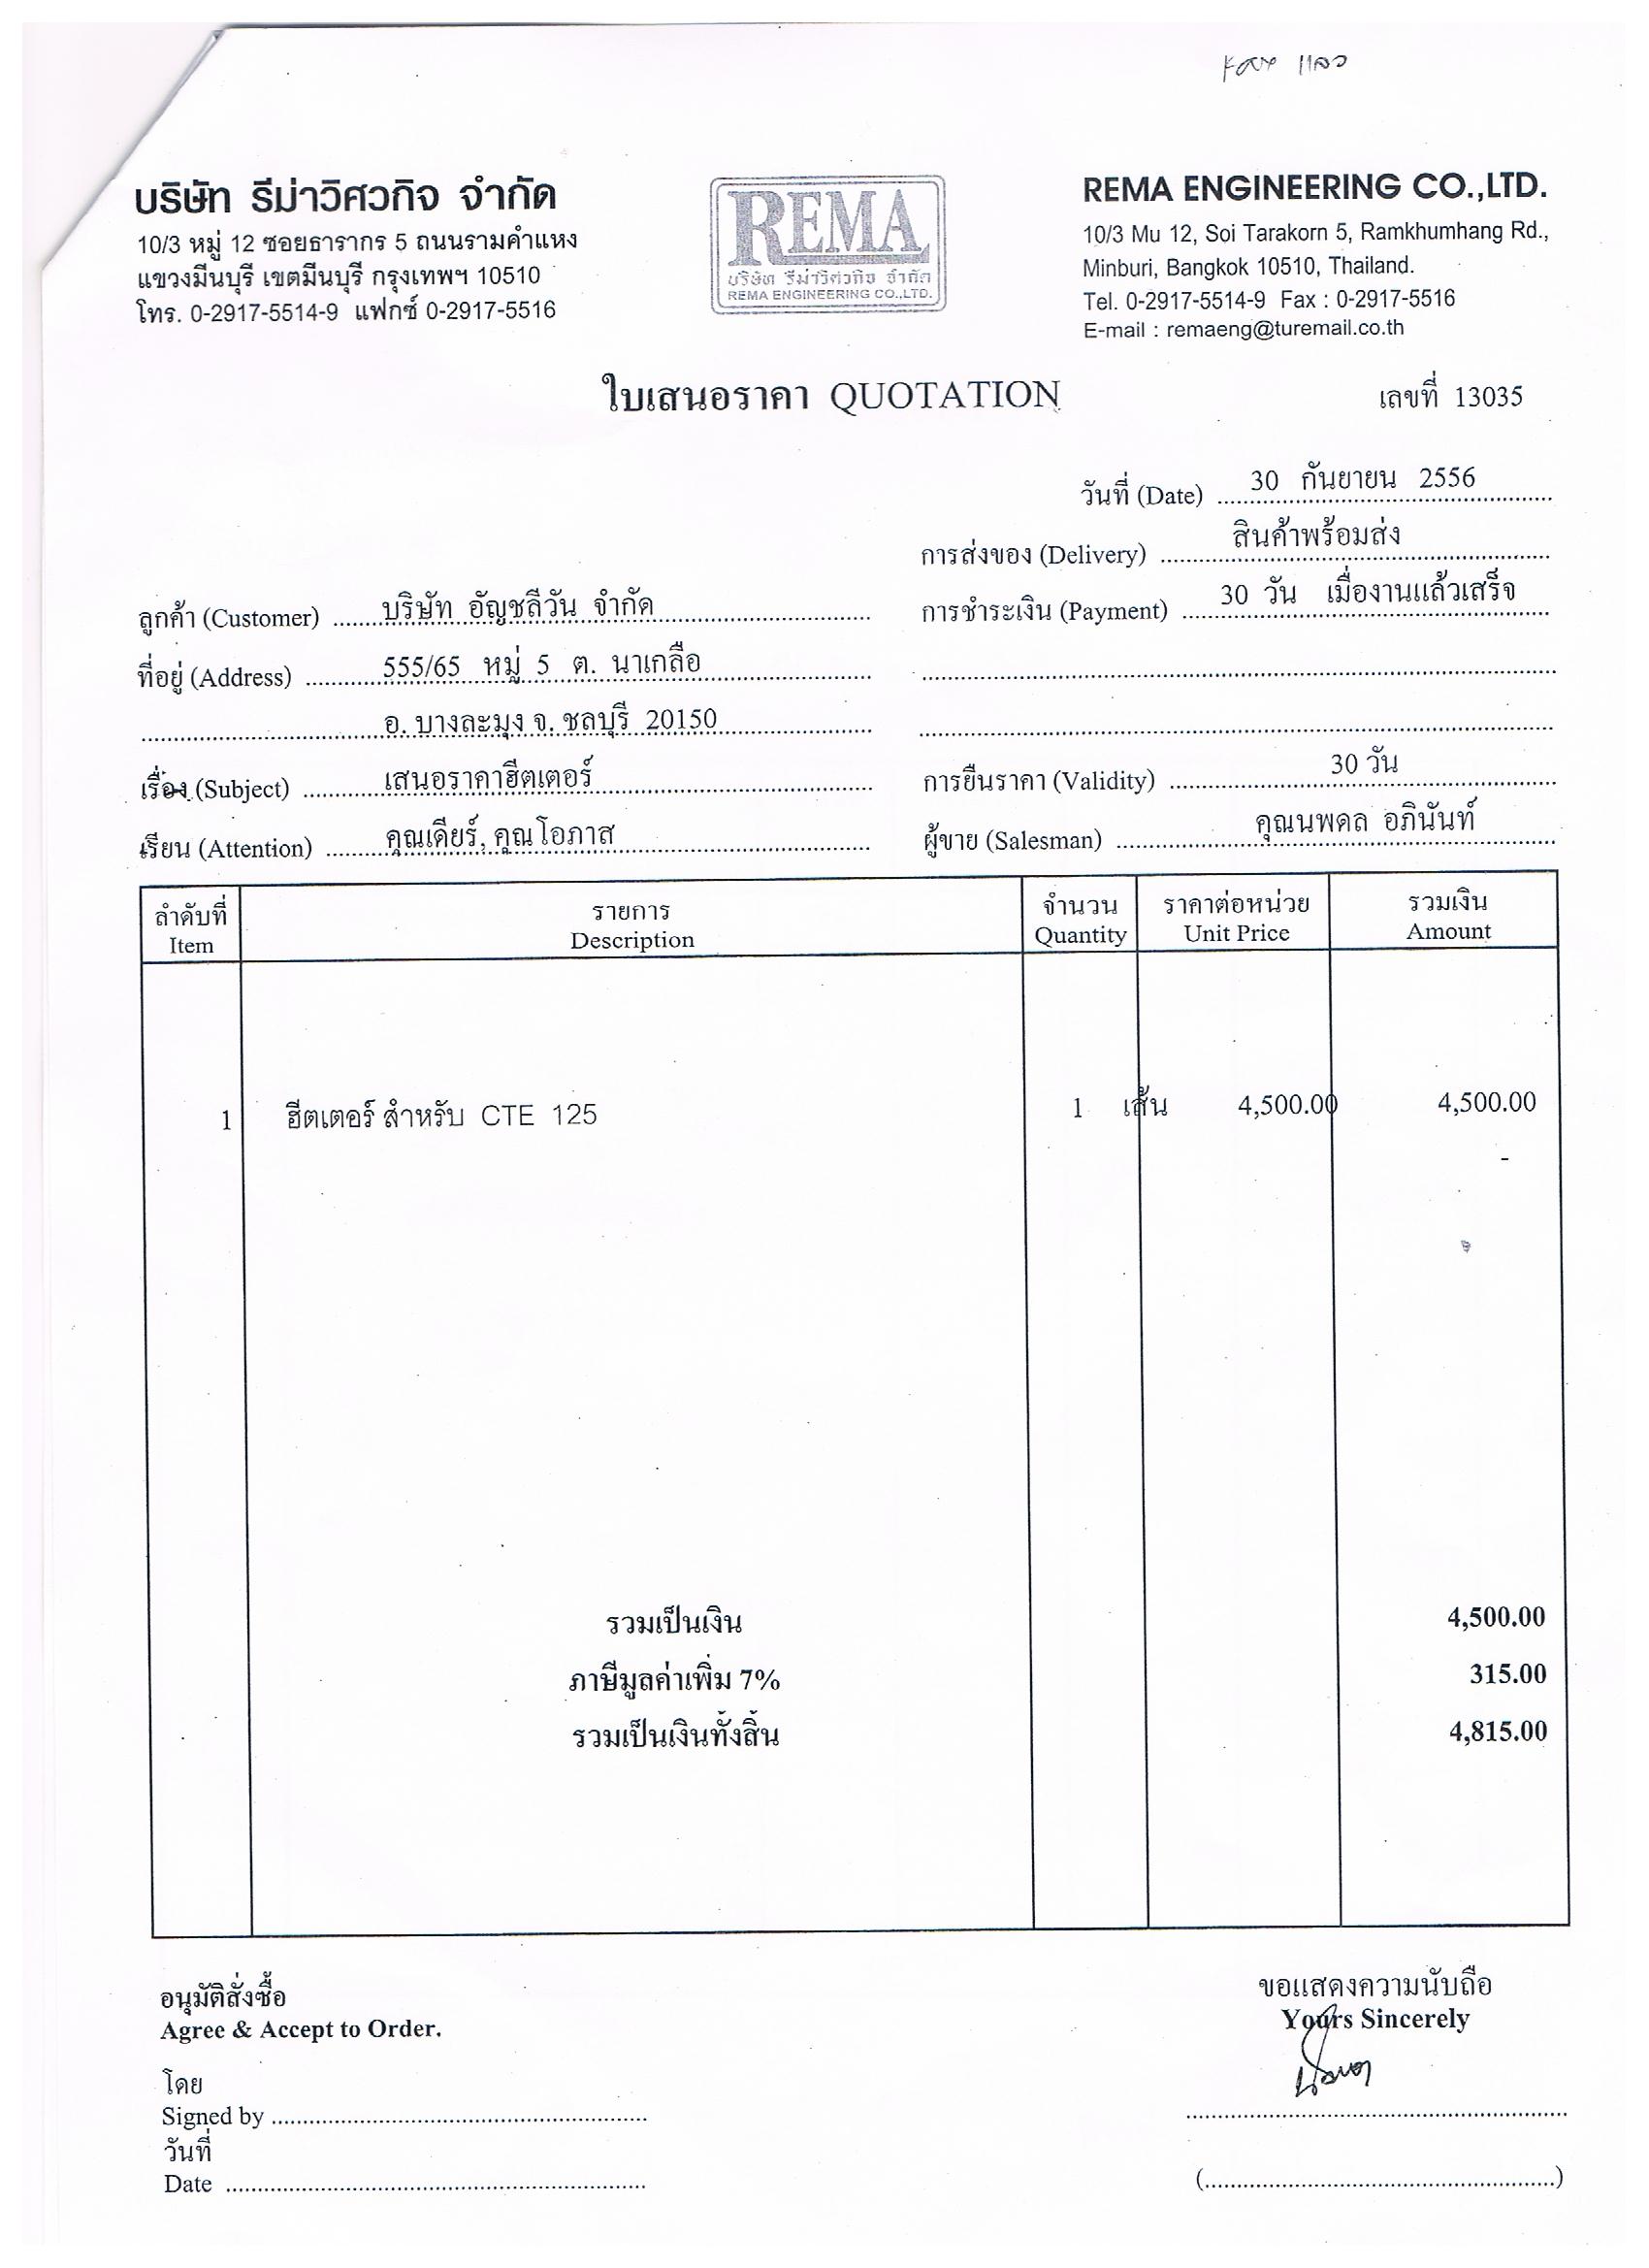 Fax แล้ว
บริษัท รีม่าวิศวกิจ จำกัด
10/3 หมู่ 12 ซอยธารากร 5 ถนนรามคำแหง
แขวงมีนบุรี เขตมีนบุรี กรุงเทพฯ 10510
โทร. 0-2917-5514-9 แฟกซ์ 0-2917-5516
REMA
บริษัท รีม่าวิศวกิจ จำกัด
REMA ENGINEERING CO.,LTD.
REMA ENGINEERING CO.,LTD.
10/3 Mu 12, Soi Tarakorn 5, Ramkhumhang Rd.,
Minburi, Bangkok 10510, Thailand.
Tel. 0-2917-5514-9 Fax : 0-2917-5516
E-mail : remaeng@turemail.co.th
ใบเสนอราคา QUOTATION
เลขที่ 13035
วันที่ (Date) 30 กันยายน 2556
การส่งของ (Delivery) สินค้าพร้อมส่ง
ลูกค้า (Customer) บริษัท อัญชลีวัน จำกัด
การชำระเงิน (Payment) 30 วัน เมื่องานแล้วเสร็จ
ที่อยู่ (Address) 555/65 หมู่ 5 ต. นาเกลือ
อ. บางละมุง จ. ชลบุรี 20150
เรื่อง (Subject) เสนอราคาฮีตเตอร์
การยืนราคา (Validity) 30 วัน
เรียน (Attention) คุณเดียร์, คุณโอภาส
ผู้ขาย (Salesman) คุณนพดล อภินันท์
ลำดับที่ รายการ จำนวน ราคาต่อหน่วย รวมเงิน
Item Description Quantity Unit Price Amount
1 ฮีตเตอร์ สำหรับ CTE 125 1 เส้น 4,500.00 4,500.00
-
รวมเป็นเงิน 4,500.00
ภาษีมูลค่าเพิ่ม 7% 315.00
รวมเป็นเงินทั้งสิ้น 4,815.00
อนุมัติสั่งซื้อ
Agree & Accept to Order.
โดย
Signed by
วันที่
Date
ขอแสดงความนับถือ
Yours Sincerely